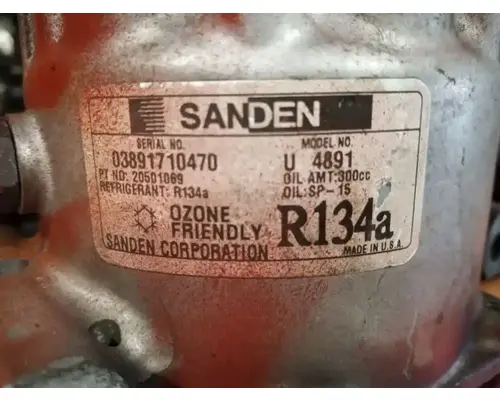 SANDEN
SERIAL NO. MODEL NO.
03891710470 U 4891
PT NO: 20501069 OIL AMT:300cc
REFRIGERANT: R134a OIL: SP-15
OZONE
FRIENDLY R134a
SANDEN CORPORATION MADE IN U.S.A.